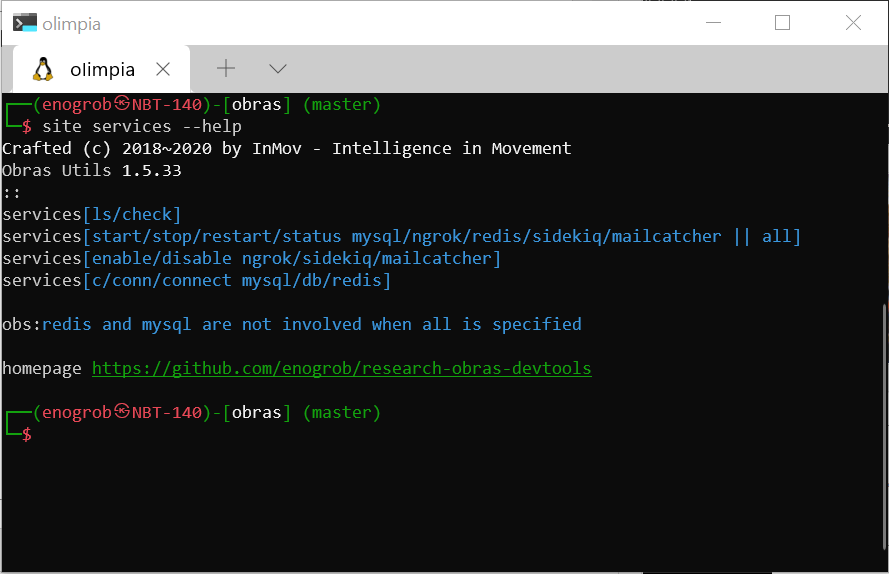 olimpia
olimpia
┌──(enogrob㉿NBT-140)-[obras] (master)
└─$ site services --help
Crafted (c) 2018~2020 by InMov - Intelligence in Movement
Obras Utils 1.5.33
::
services[ls/check]
services[start/stop/restart/status mysql/ngrok/redis/sidekiq/mailcatcher || all]
services[enable/disable ngrok/sidekiq/mailcatcher]
services[c/conn/connect mysql/db/redis]
obs:redis and mysql are not involved when all is specified
homepage https://github.com/enogrob/research-obras-devtools
┌──(enogrob㉿NBT-140)-[obras] (master)
└─$